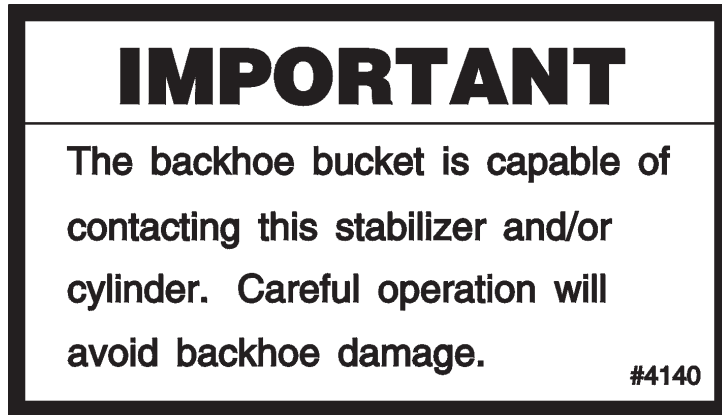 IMPORTANT
The backhoe bucket is capable of
contacting this stabilizer and/or
cylinder. Careful operation will
avoid backhoe damage.
#4140